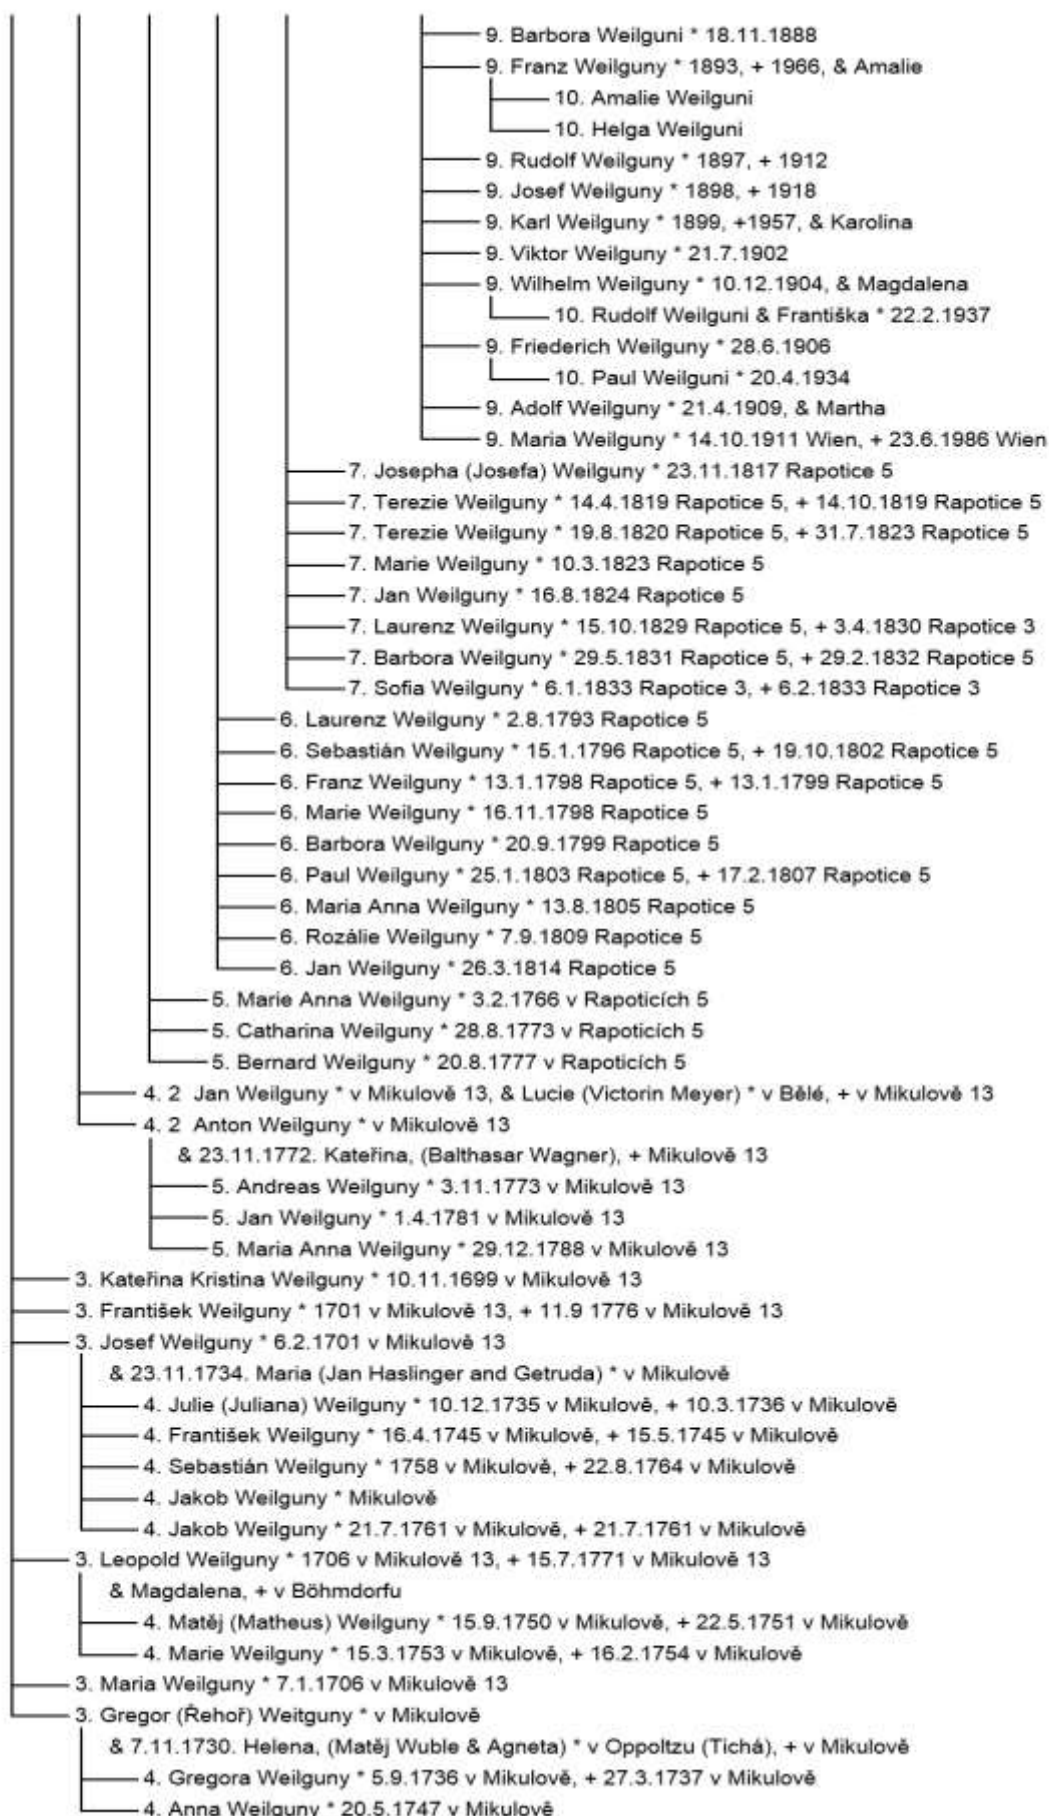 9. Barbora Weilguni * 18.11.1888
9. Franz Weilguny * 1893, + 1966, & Amalie
10. Amalie Weilguni
10. Helga Weilguni
9. Rudolf Weilguny * 1897, + 1912
9. Josef Weilguny * 1898, + 1918
9. Karl Weilguny * 1899, +1957, & Karolina
9. Viktor Weilguny * 21.7.1902
9. Wilhelm Weilguny * 10.12.1904, & Magdalena
10. Rudolf Weilguni & Františka * 22.2.1937
9. Friederich Weilguny * 28.6.1906
10. Paul Weilguni * 20.4.1934
9. Adolf Weilguny * 21.4.1909, & Martha
9. Maria Weilguny * 14.10.1911 Wien, + 23.6.1986 Wien
7. Josepha (Josefa) Weilguny * 23.11.1817 Rapotice 5
7. Terezie Weilguny * 14.4.1819 Rapotice 5, + 14.10.1819 Rapotice 5
7. Terezie Weilguny * 19.8.1820 Rapotice 5, + 31.7.1823 Rapotice 5
7. Marie Weilguny * 10.3.1823 Rapotice 5
7. Jan Weilguny * 16.8.1824 Rapotice 5
7. Laurenz Weilguny * 15.10.1829 Rapotice 5, + 3.4.1830 Rapotice 3
7. Barbora Weilguny * 29.5.1831 Rapotice 5, + 29.2.1832 Rapotice 5
7. Sofia Weilguny * 6.1.1833 Rapotice 3, + 6.2.1833 Rapotice 3
6. Laurenz Weilguny * 2.8.1793 Rapotice 5
6. Sebastián Weilguny * 15.1.1796 Rapotice 5, + 19.10.1802 Rapotice 5
6. Franz Weilguny * 13.1.1798 Rapotice 5, + 13.1.1799 Rapotice 5
6. Marie Weilguny * 16.11.1798 Rapotice 5
6. Barbora Weilguny * 20.9.1799 Rapotice 5
6. Paul Weilguny * 25.1.1803 Rapotice 5, + 17.2.1807 Rapotice 5
6. Maria Anna Weilguny * 13.8.1805 Rapotice 5
6. Rozálie Weilguny * 7.9.1809 Rapotice 5
6. Jan Weilguny * 26.3.1814 Rapotice 5
5. Marie Anna Weilguny * 3.2.1766 v Rapoticích 5
5. Catharina Weilguny * 28.8.1773 v Rapoticích 5
5. Bernard Weilguny * 20.8.1777 v Rapoticích 5
4. 2 Jan Weilguny * v Mikulově 13, & Lucie (Victorin Meyer) * v Bělé, + v Mikulově 13
4. 2 Anton Weilguny * v Mikulově 13
& 23.11.1772. Kateřina, (Balthasar Wagner), + Mikulově 13
5. Andreas Weilguny * 3.11.1773 v Mikulově 13
5. Jan Weilguny * 1.4.1781 v Mikulově 13
5. Maria Anna Weilguny * 29.12.1788 v Mikulově 13
3. Kateřina Kristina Weilguny * 10.11.1699 v Mikulově 13
3. František Weilguny * 1701 v Mikulově 13, + 11.9 1776 v Mikulově 13
3. Josef Weilguny * 6.2.1701 v Mikulově 13
& 23.11.1734. Maria (Jan Haslinger and Getruda) * v Mikulově
4. Julie (Juliana) Weilguny * 10.12.1735 v Mikulově, + 10.3.1736 v Mikulově
4. František Weilguny * 16.4.1745 v Mikulově, + 15.5.1745 v Mikulově
4. Sebastián Weilguny * 1758 v Mikulově, + 22.8.1764 v Mikulově
4. Jakob Weilguny * Mikulově
4. Jakob Weilguny * 21.7.1761 v Mikulově, + 21.7.1761 v Mikulově
3. Leopold Weilguny * 1706 v Mikulově 13, + 15.7.1771 v Mikulově 13
& Magdalena, + v Böhmdorfu
4. Matěj (Matheus) Weilguny * 15.9.1750 v Mikulově, + 22.5.1751 v Mikulově
4. Marie Weilguny * 15.3.1753 v Mikulově, + 16.2.1754 v Mikulově
3. Maria Weilguny * 7.1.1706 v Mikulově 13
3. Gregor (Řehoř) Weitguny * v Mikulově
& 7.11.1730. Helena, (Matěj Wuble & Agneta) * v Oppoltzu (Tichá), + v Mikulově
4. Gregora Weilguny * 5.9.1736 v Mikulově, + 27.3.1737 v Mikulově
4. Anna Weilguny * 20.5.1747 v Mikulově